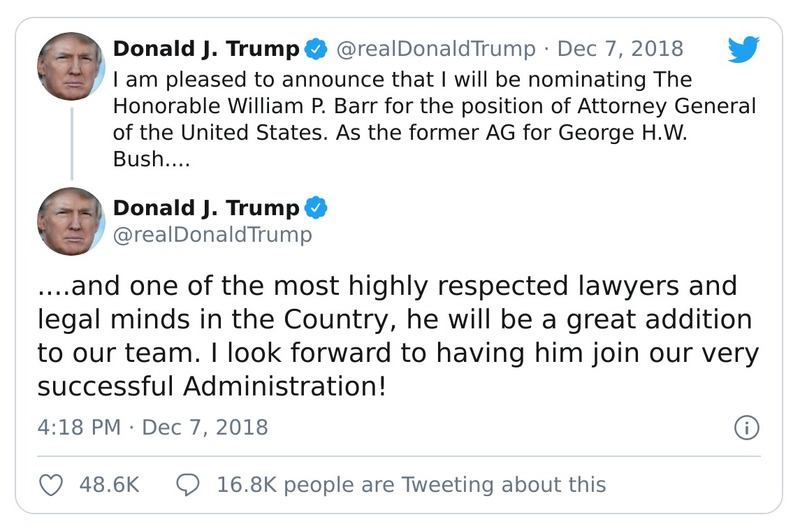 Donald J. Trump @realDonaldTrump · Dec 7, 2018
I am pleased to announce that I will be nominating The
Honorable William P. Barr for the position of Attorney General
of the United States. As the former AG for George H.W.
Bush....
Donald J. Trump
@realDonaldTrump
....and one of the most highly respected lawyers and
legal minds in the Country, he will be a great addition
to our team. I look forward to having him join our very
successful Administration!
4:18 PM · Dec 7, 2018
48.6K 16.8K people are Tweeting about this